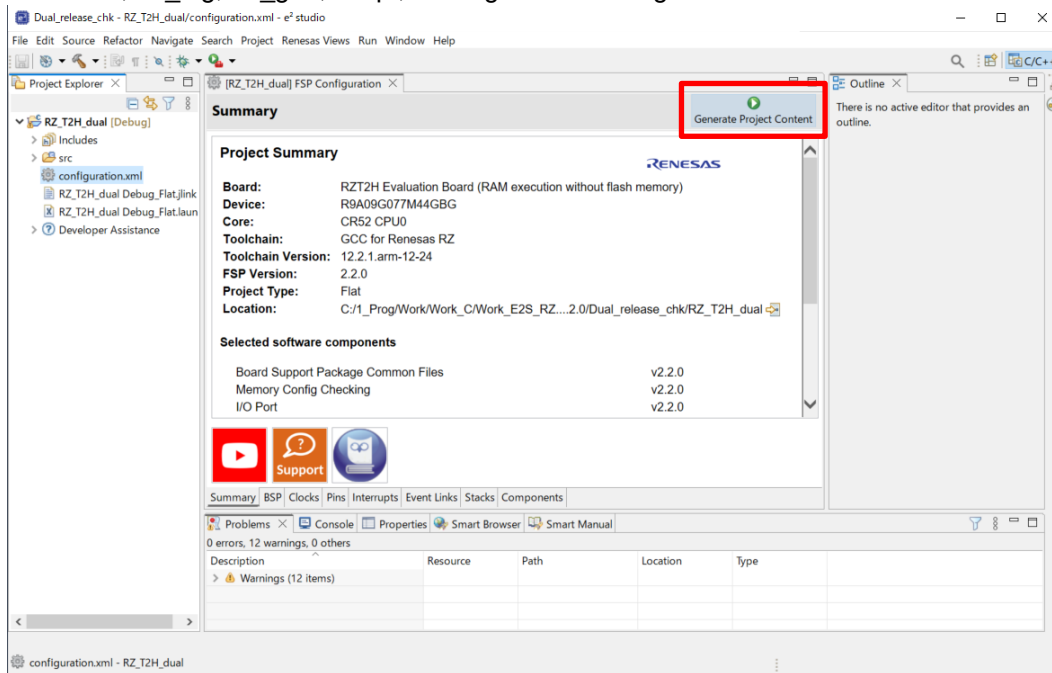 Dual_release_chk - RZ_T2H_dual/configuration.xml - e² studio
File Edit Source Refactor Navigate Search Project Renesas Views Run Window Help
C/C++
Project Explorer
[RZ_T2H_dual] FSP Configuration
Outline
There is no active editor that provides an outline.
RZ_T2H_dual [Debug]
Includes
src
configuration.xml
RZ_T2H_dual Debug_Flat.jlink
RZ_T2H_dual Debug_Flat.laun
Developer Assistance
Summary
Generate Project Content
Project Summary
RENESAS
Board: RZT2H Evaluation Board (RAM execution without flash memory)
Device: R9A09G077M44GBG
Core: CR52 CPU0
Toolchain: GCC for Renesas RZ
Toolchain Version: 12.2.1.arm-12-24
FSP Version: 2.2.0
Project Type: Flat
Location: C:/1_Prog/Work/Work_C/Work_E2S_RZ....2.0/Dual_release_chk/RZ_T2H_dual
Selected software components
Board Support Package Common Files v2.2.0
Memory Config Checking v2.2.0
I/O Port v2.2.0
Support
Summary BSP Clocks Pins Interrupts Event Links Stacks Components
Problems Console Properties Smart Browser Smart Manual
0 errors, 12 warnings, 0 others
Description Resource Path Location Type
Warnings (12 items)
configuration.xml - RZ_T2H_dual